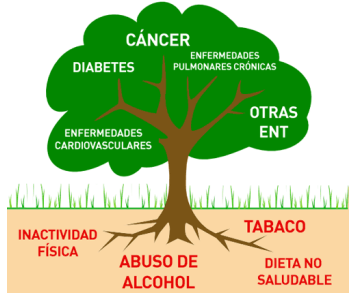 CÁNCER
ENFERMEDADES
PULMONARES CRÓNICAS
DIABETES
OTRAS
ENT
ENFERMEDADES
CARDIOVASCULARES
TABACO
INACTIVIDAD
FÍSICA
ABUSO DE
ALCOHOL
DIETA NO
SALUDABLE